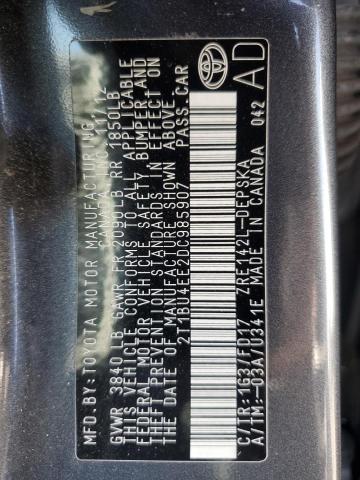 MFD.BY:TOYOTA MOTOR MANUFACTURING,
CANADA INC. 11/12
GVWR 3840 LB GAWR FR 2090LB RR 1850LB
THIS VEHICLE CONFORMS TO ALL APPLICABLE
FEDERAL MOTOR VEHICLE SAFETY, BUMPER, AND
THEFT PREVENTION STANDARDS IN EFFECT ON
THE DATE OF MANUFACTURE SHOWN ABOVE.
2T1BU4EE2DC985907 PASS.CAR
C/TR:1G3/FD17 ZRE142L-DEPSKA
A/TM:-03A/U341E MADE IN CANADA 042
AD